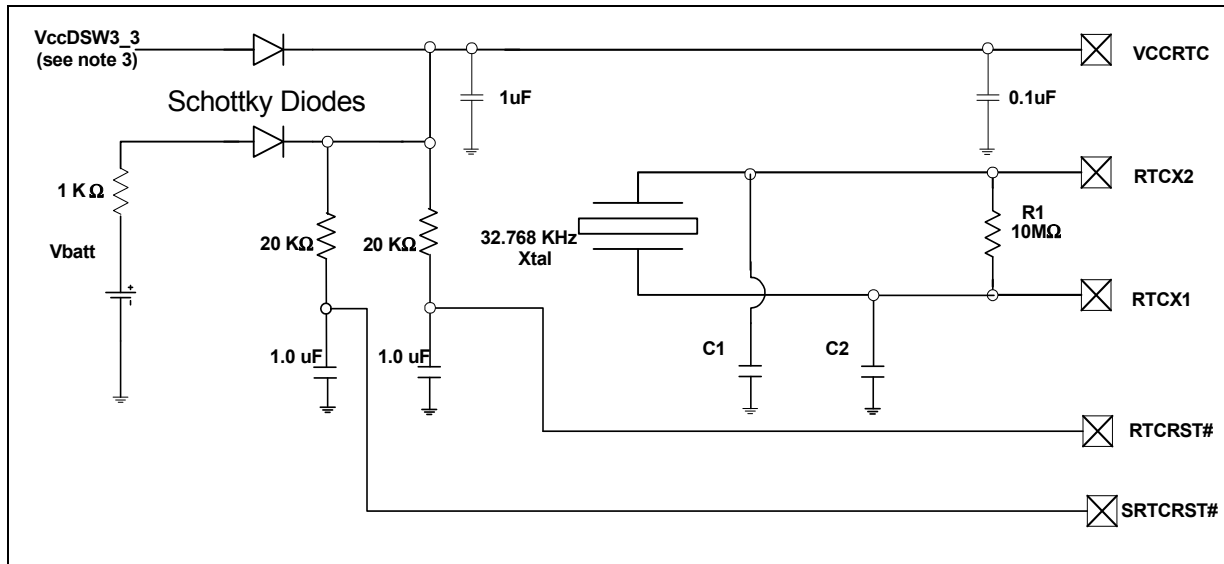 VccDSW3_3
(see note 3)
VCCRTC
Schottky Diodes
1uF
0.1uF
RTCX2
1 KΩ
R1
10MΩ
Vbatt
20 KΩ
20 KΩ
32.768 KHz
Xtal
+
-
RTCX1
1.0 uF
1.0 uF
C1
C2
RTCRST#
SRTCRST#